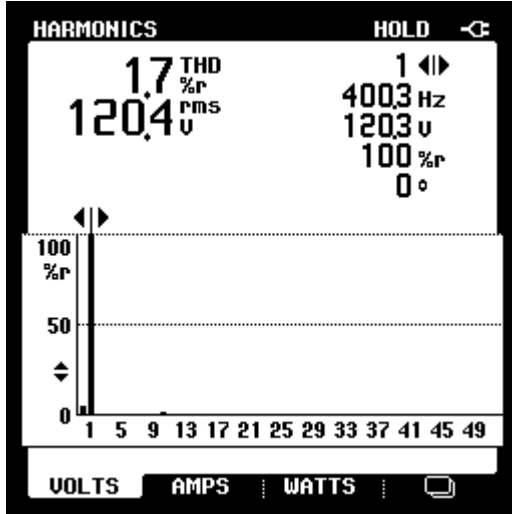 HARMONICS HOLD
1.7 THD %r
120.4 rms V
1
400.3 Hz
120.3 V
100 %r
0 °
100
%r
50
0
1 5 9 13 17 21 25 29 33 37 41 45 49
VOLTS AMPS WATTS